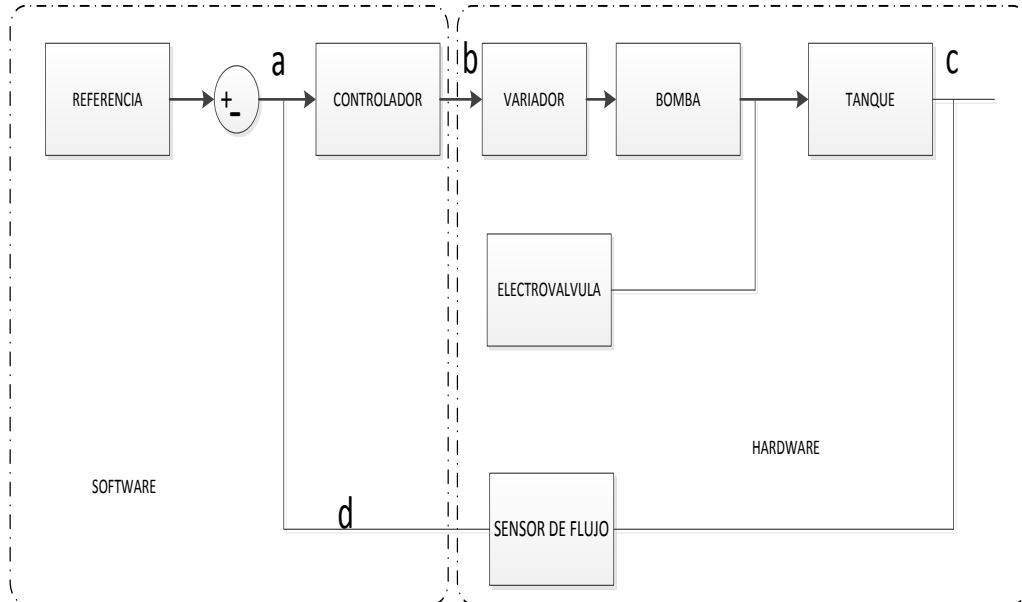 a
b
c
REFERENCIA
+
-
CONTROLADOR
VARIADOR
BOMBA
TANQUE
ELECTROVALVULA
HARDWARE
SOFTWARE
d
SENSOR DE FLUJO